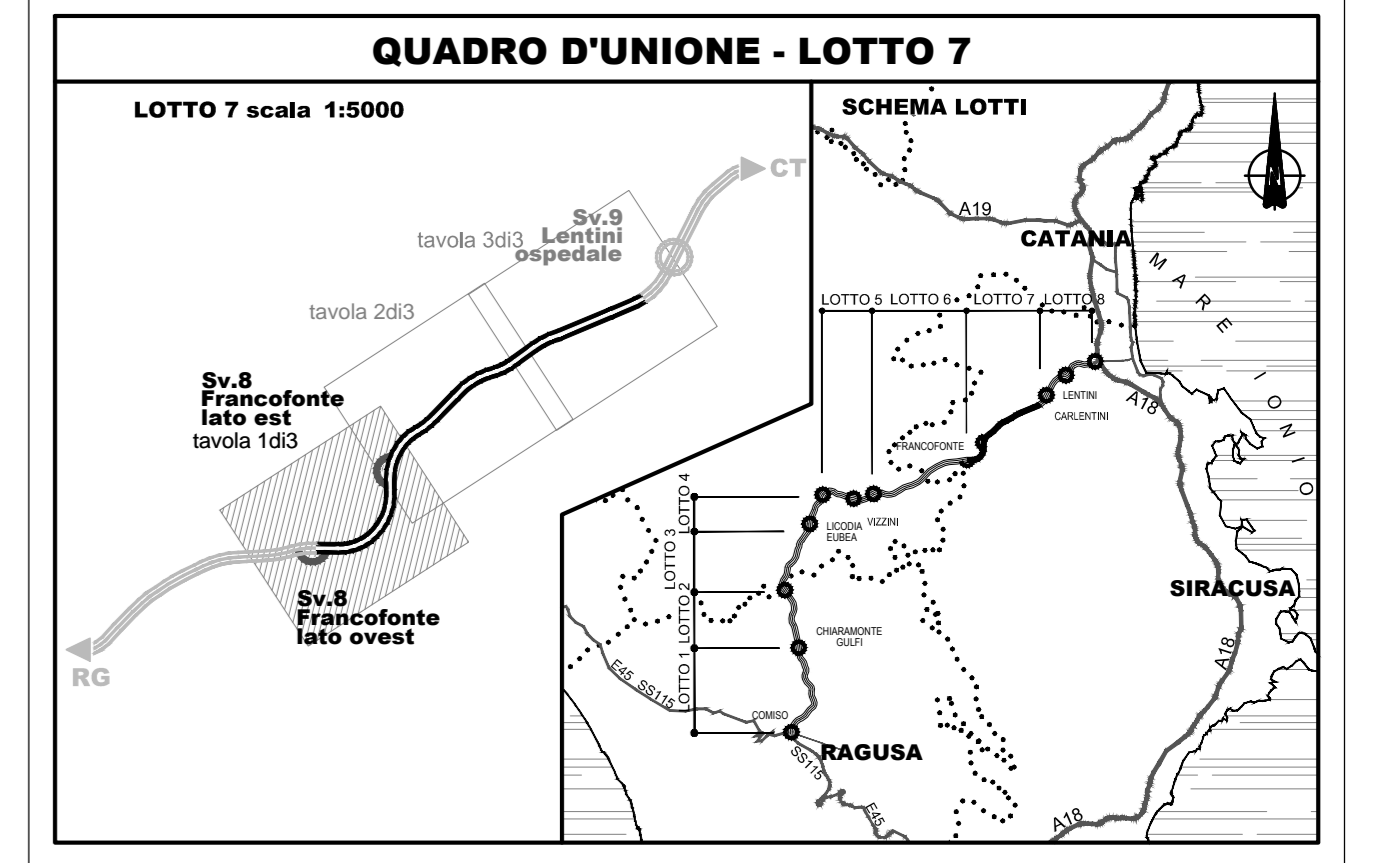 QUADRO D'UNIONE - LOTTO 7
LOTTO 7 scala 1:5000
CT
Sv.9
Lentini
ospedale
tavola 3di3
tavola 2di3
Sv.8
Francofonte
lato est
tavola 1di3
Sv.8
Francofonte
lato ovest
RG
SCHEMA LOTTI
A19
CATANIA
MARE IONIO
LOTTO 5
LOTTO 6
LOTTO 7
LOTTO 8
LENTINI
CARLENTINI
A18
FRANCOFONTE
LOTTO 4
LOTTO 3
LOTTO 2
LOTTO 1
LICODIA
EUBEA
VIZZINI
SIRACUSA
CHIARAMONTE
GULFI
A18
E45 SS115
COMISO
RAGUSA
SS115
E45
A18